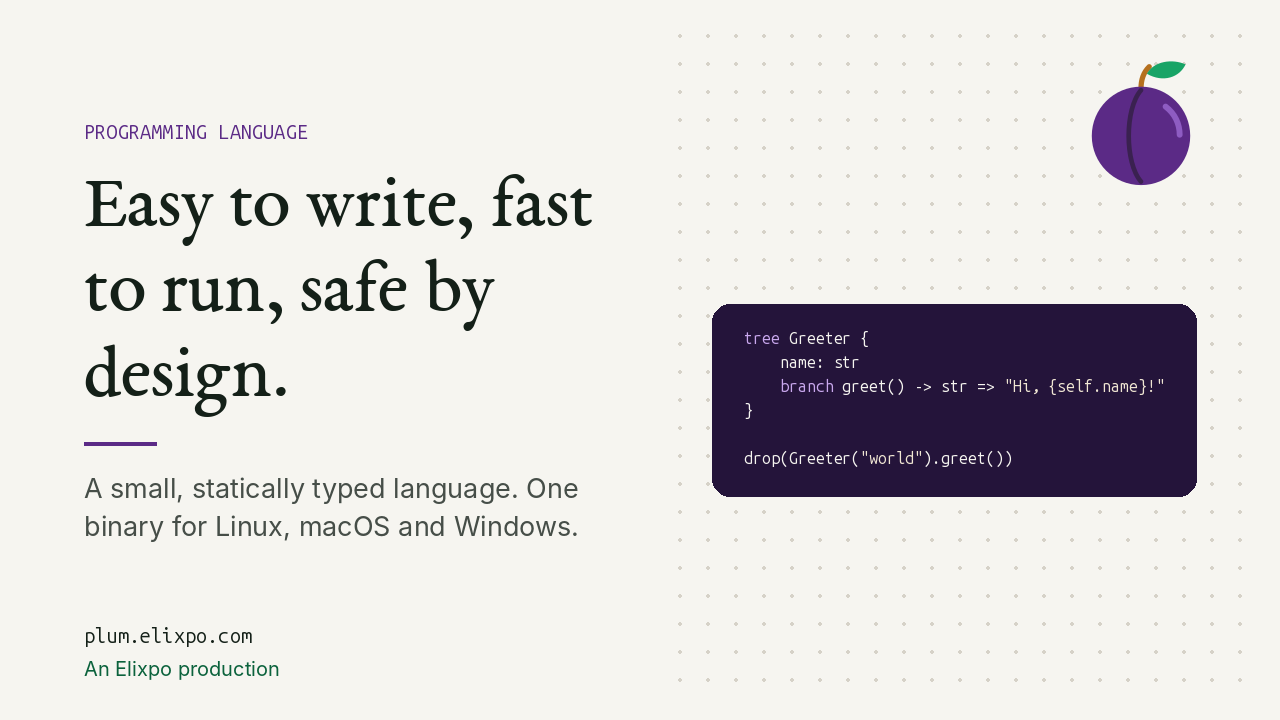 PROGRAMMING LANGUAGE
Easy to write, fast
to run, safe by
design.
A small, statically typed language. One
binary for Linux, macOS and Windows.
plum.elixpo.com
An Elixpo production
tree Greeter {
    name: str
    branch greet() -> str => "Hi, {self.name}!"
}

drop(Greeter("world").greet())